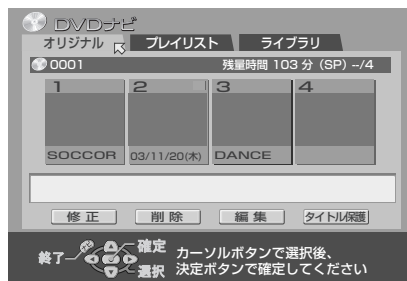 DVDナビ
オリジナル プレイリスト ライブラリ
0001 残量時間 103 分 (SP) --/4
1 2 3 4
SOCCOR 03/11/20(木) DANCE
修正 削除 編集 タイトル保護
終了 確定 選択
カーソルボタンで選択後、
決定ボタンで確定してください